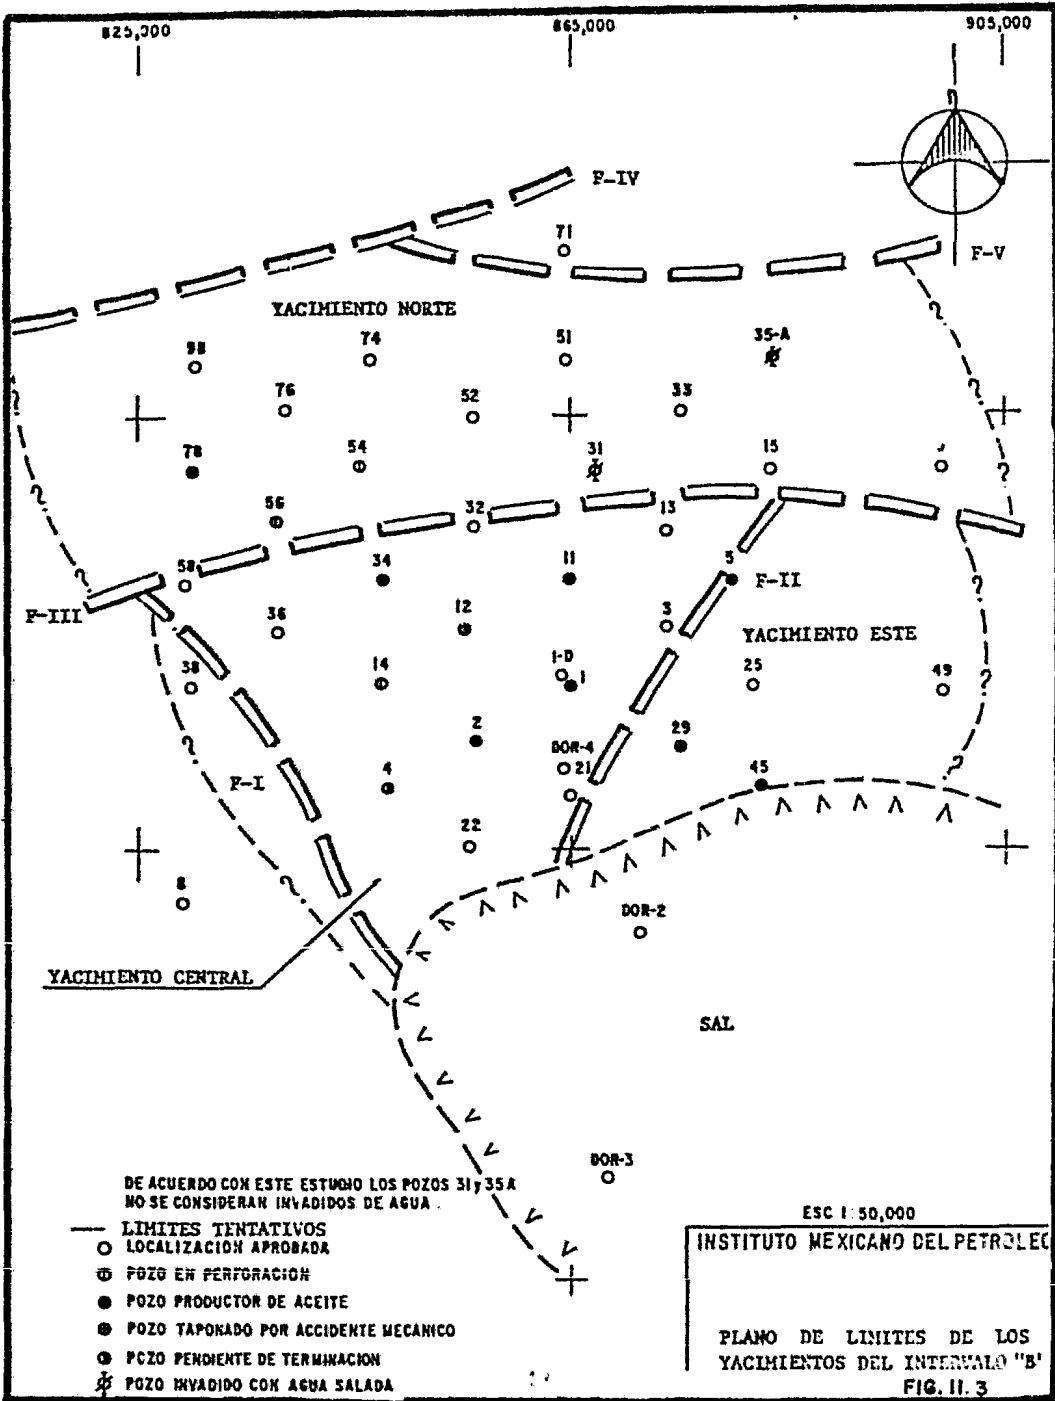 825,000 865,000 905,000
F-IV
71
F-V
YACIMIENTO NORTE
98 74 51 35-A
76 52 33
78 54 31 15
56 32 13
58 34 11 5 F-II
F-III 36 12 3
YACIMIENTO ESTE
38 14 1-D 1 25 49
2 DOR-4 29
F-I 4 21 45
22
8
DOR-2
YACIMIENTO CENTRAL
SAL
DOR-3
DE ACUERDO CON ESTE ESTUDIO LOS POZOS 31 y 35A
NO SE CONSIDERAN INVADIDOS DE AGUA.
LIMITES TENTATIVOS
LOCALIZACION APROBADA
POZO EN PERFORACION
POZO PRODUCTOR DE ACEITE
POZO TAPONADO POR ACCIDENTE MECANICO
POZO PENDIENTE DE TERMINACION
POZO INVADIDO CON AGUA SALADA
ESC 1:50,000
INSTITUTO MEXICANO DEL PETROLEO
PLANO DE LIMITES DE LOS
YACIMIENTOS DEL INTERVALO "B"
FIG. II. 3